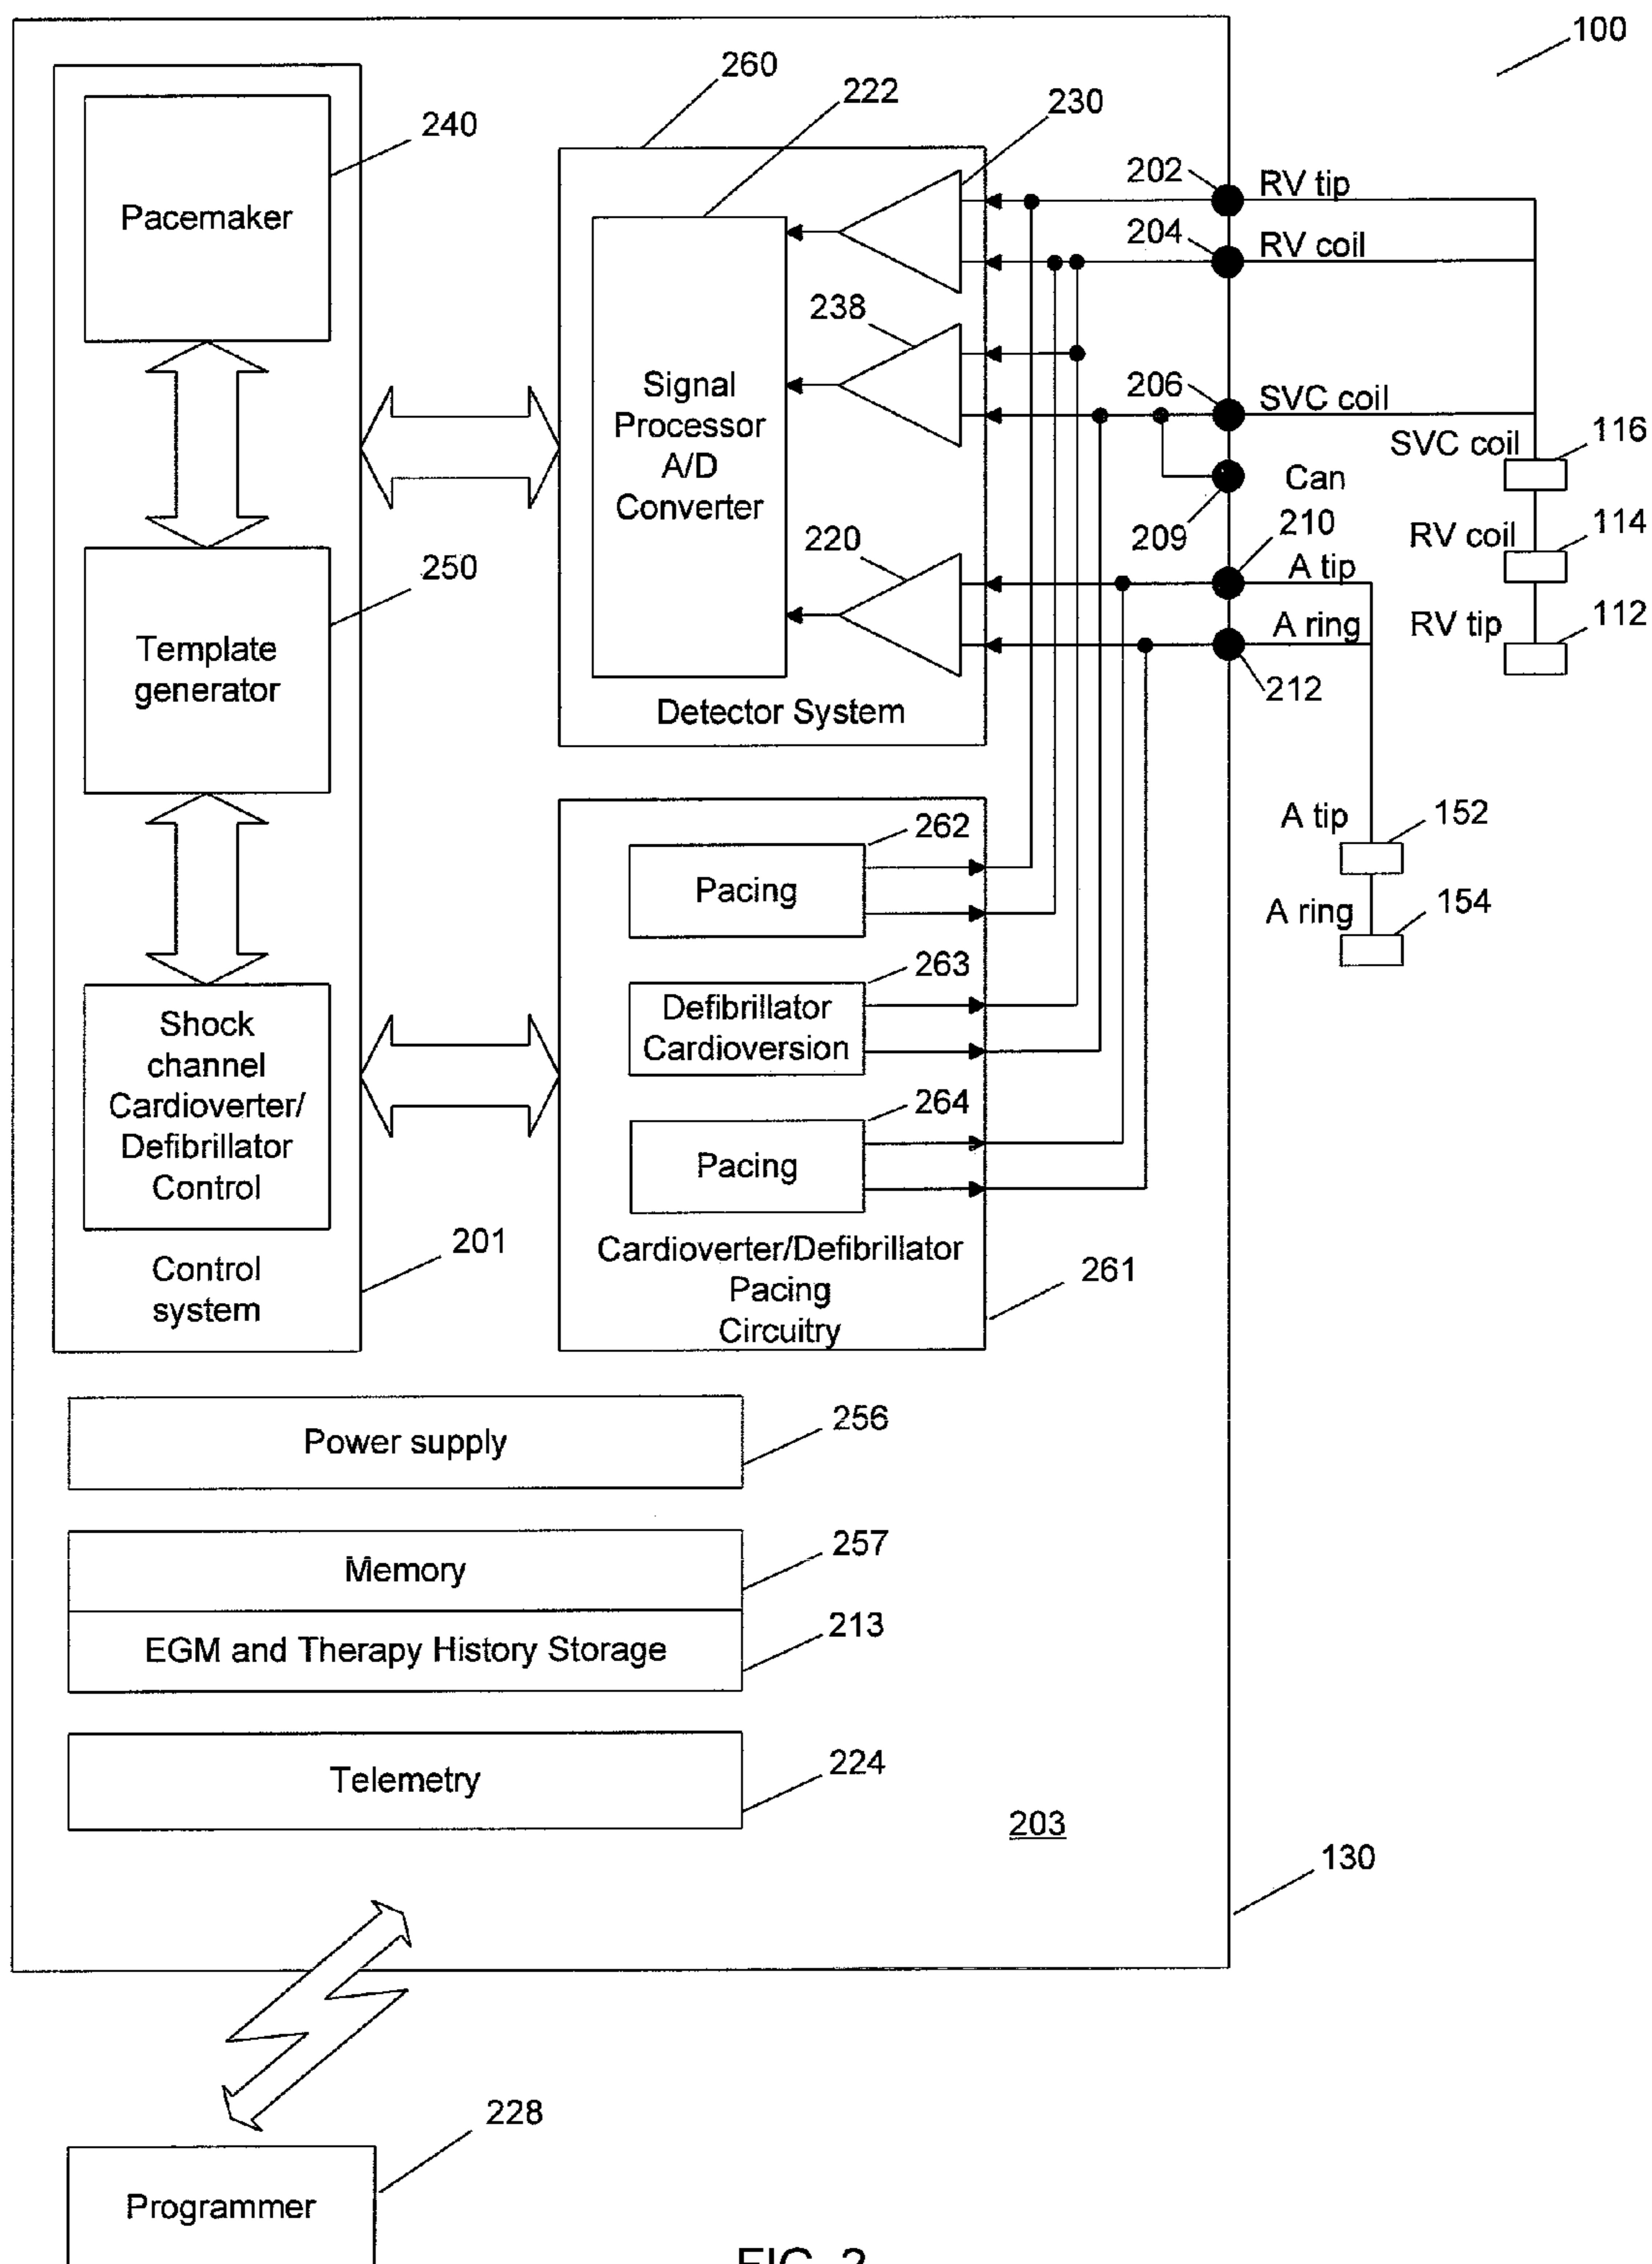 100
260
222
230
240
Pacemaker
202
RV tip
204
RV coil
238
206
SVC coil
SVC coil
116
Signal
Processor
A/D
Converter
Can
209
210
RV coil
114
250
220
A tip
Template
generator
A ring
RV tip
112
212
Detector System
262
Pacing
A tip
152
A ring
154
263
Defibrillator
Cardioversion
Shock
channel
Cardioverter/
Defibrillator
Control
264
Pacing
Control
system
201
Cardioverter/Defibrillator
Pacing
Circuitry
261
Power supply
256
Memory
257
EGM and Therapy History Storage
213
Telemetry
224
203
130
228
Programmer
FIG. 2